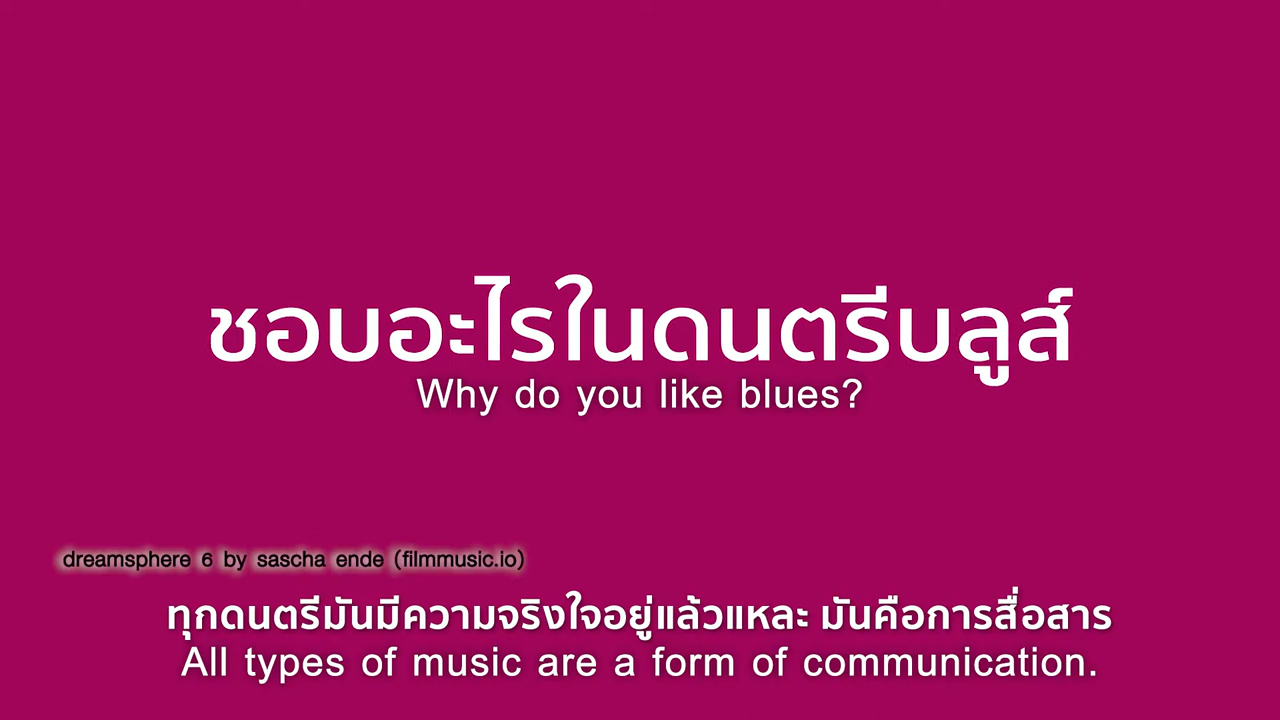 ชอบอะไรในดนตรีบลูส์
Why do you like blues?
dreamsphere 6 by sascha ende (filmmusic.io)
ทุกดนตรีมันมีความจริงใจอยู่แล้วแหละ มันคือการสื่อสาร
All types of music are a form of communication.